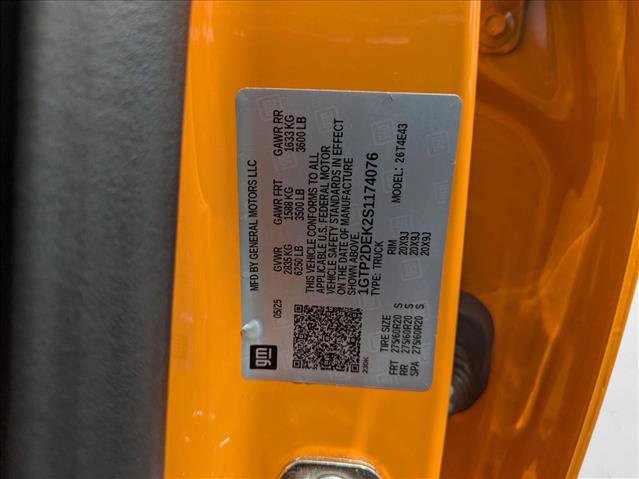 MFD BY GENERAL MOTORS LLC
05/25
GVWR
2835 KG
6250 LB
GAWR FRT
1588 KG
3500 LB
GAWR RR
1633 KG
3600 LB
THIS VEHICLE CONFORMS TO ALL
APPLICABLE U.S. FEDERAL MOTOR
VEHICLE SAFETY STANDARDS IN EFFECT
ON THE DATE OF MANUFACTURE
SHOWN ABOVE.
1GTP2DEK2S1174076
TYPE: TRUCK
MODEL: 26T4E43
gm
TIRE SIZE RIM
FRT 275/60R20 S 20X9J
RR 275/60R20 S 20X9J
SPA 275/60R20 S 20X9J